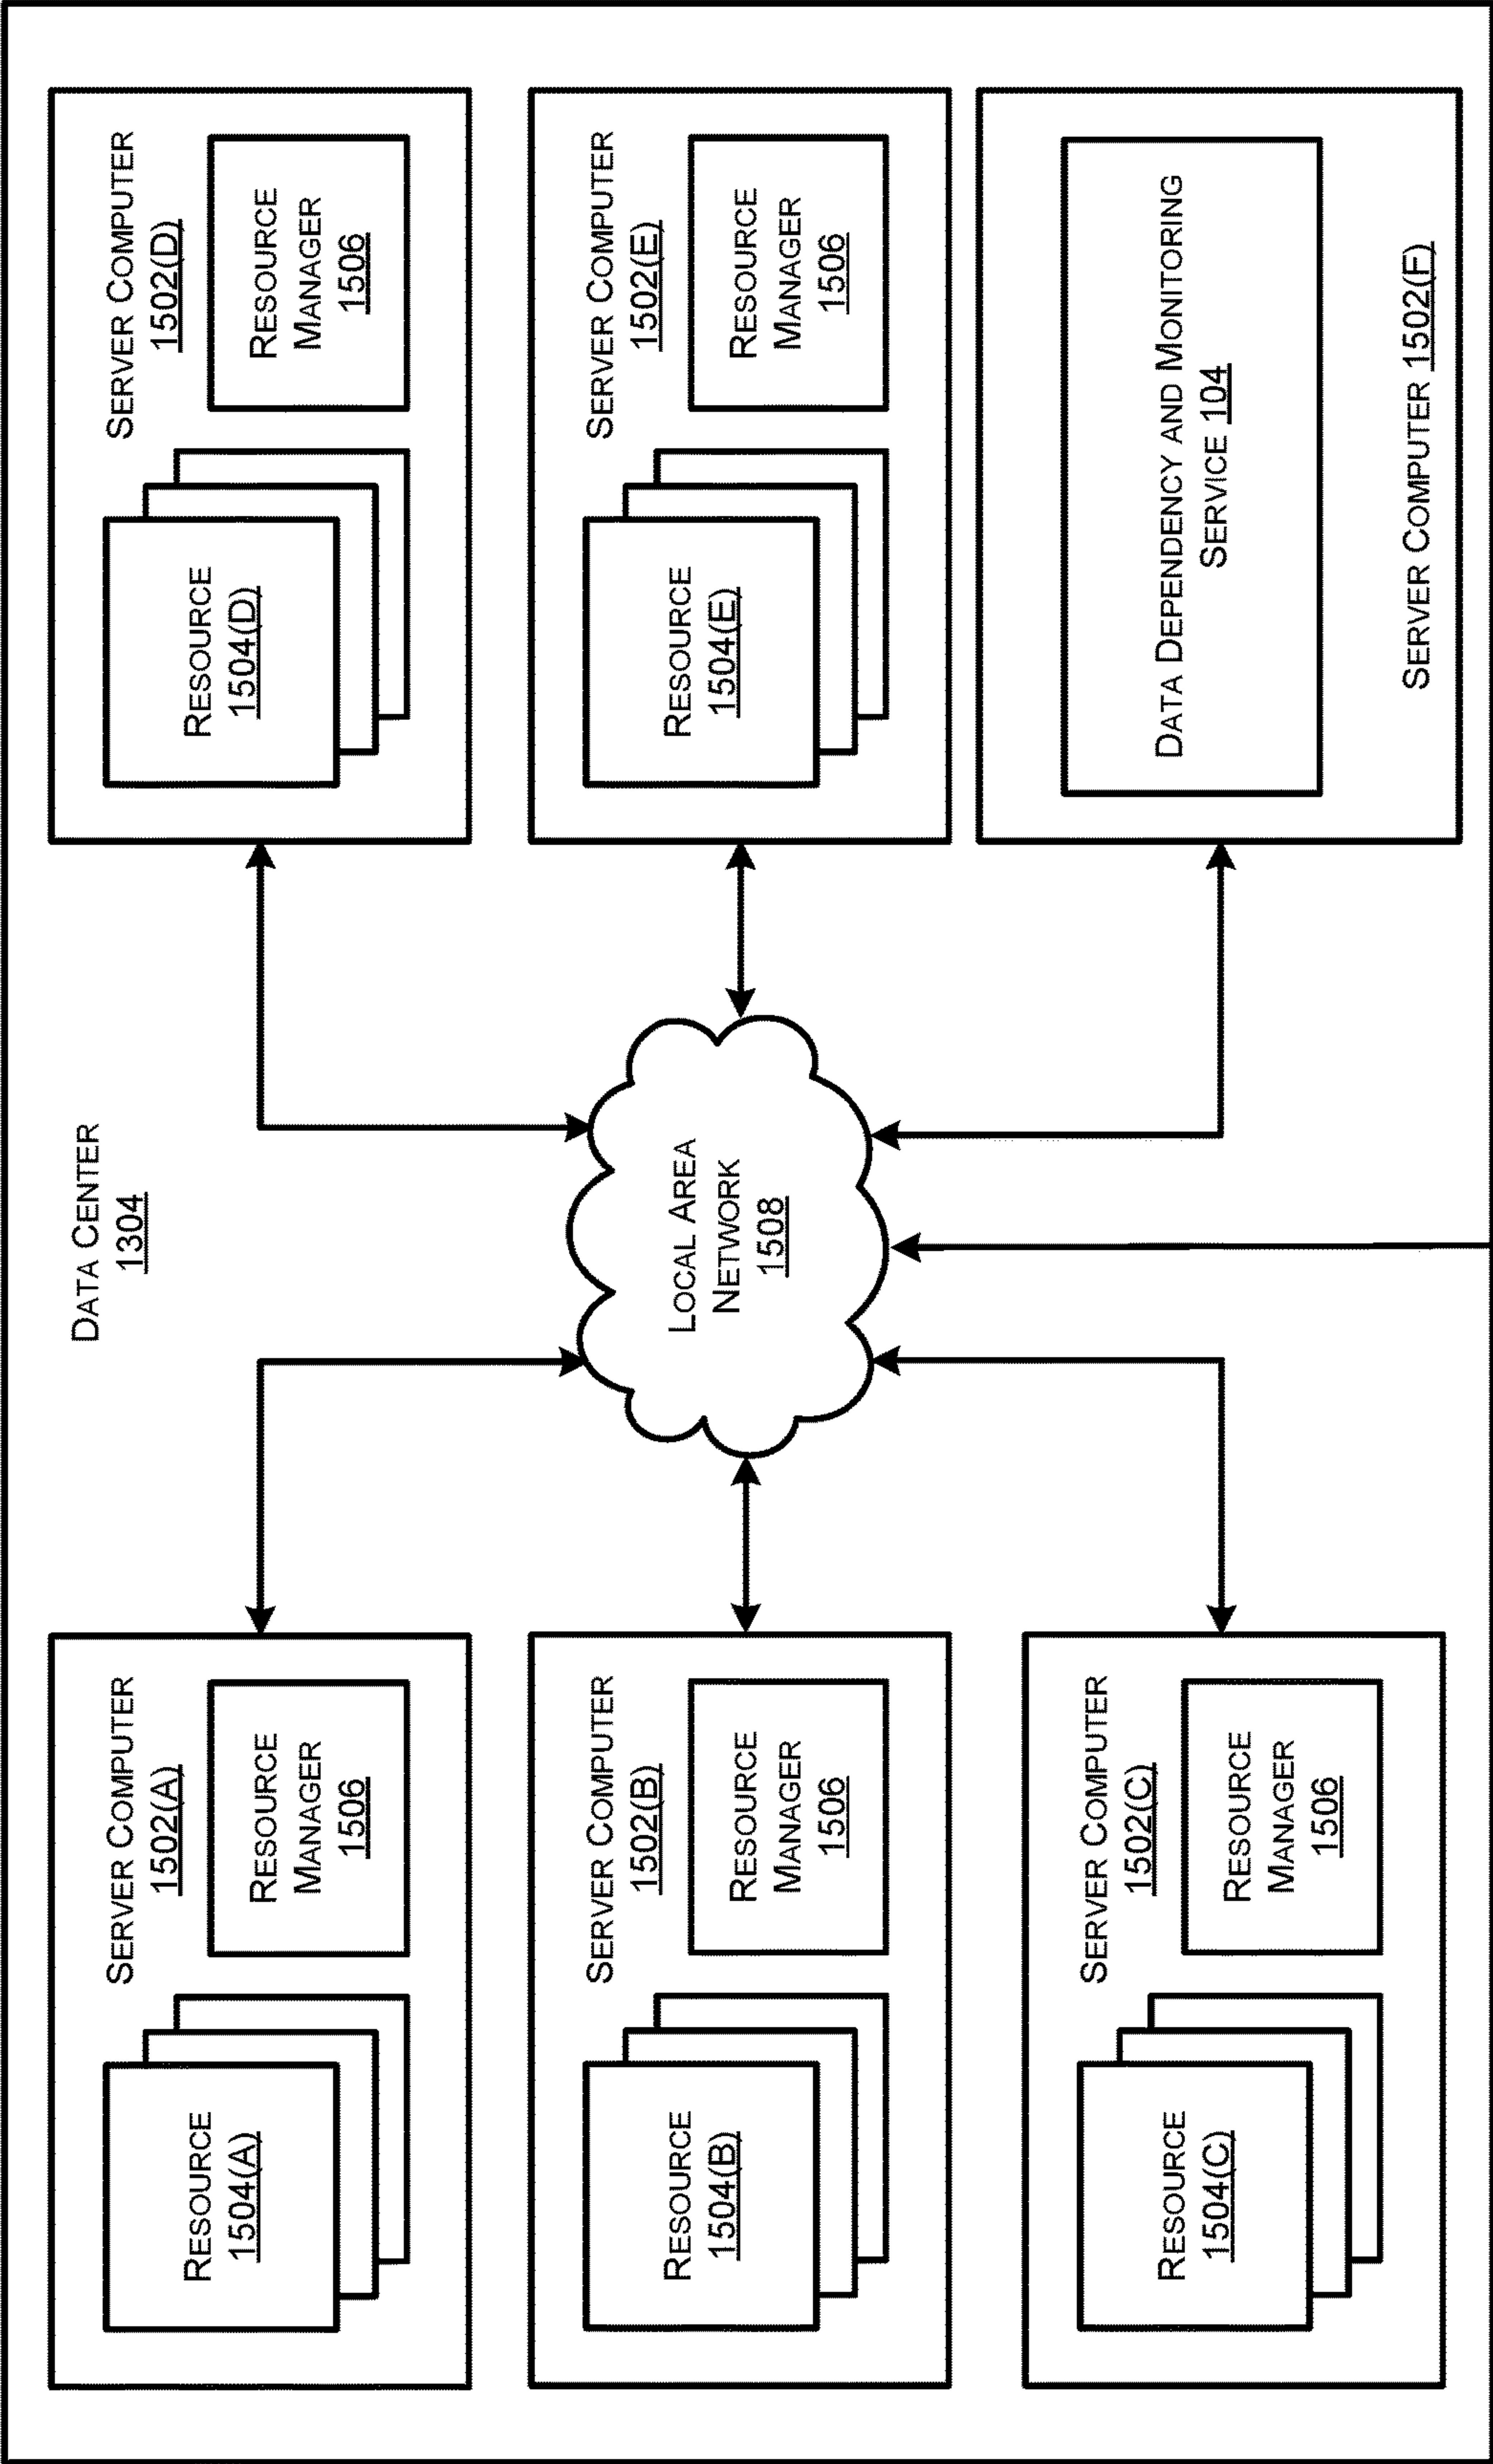 DATA CENTER
1304
SERVER COMPUTER
1502(A)
RESOURCE
1504(A)
RESOURCE
MANAGER
1506
SERVER COMPUTER
1502(B)
RESOURCE
1504(B)
RESOURCE
MANAGER
1506
SERVER COMPUTER
1502(C)
RESOURCE
1504(C)
RESOURCE
MANAGER
1506
LOCAL AREA
NETWORK
1508
SERVER COMPUTER
1502(D)
RESOURCE
1504(D)
RESOURCE
MANAGER
1506
SERVER COMPUTER
1502(E)
RESOURCE
1504(E)
RESOURCE
MANAGER
1506
DATA DEPENDENCY AND MONITORING
SERVICE 104
SERVER COMPUTER 1502(F)